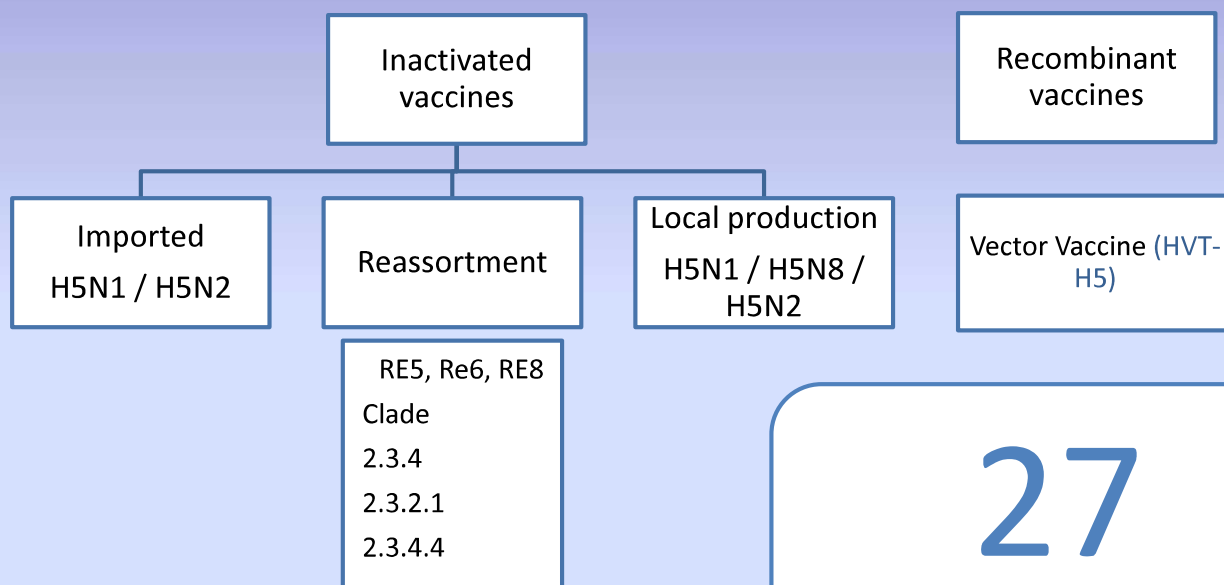 Inactivated
vaccines
Recombinant
vaccines
Imported
H5N1 / H5N2
Reassortment
Local production
H5N1 / H5N8 /
H5N2
Vector Vaccine (HVT-
H5)
RE5, Re6, RE8
Clade
2.3.4
2.3.2.1
2.3.4.4
27